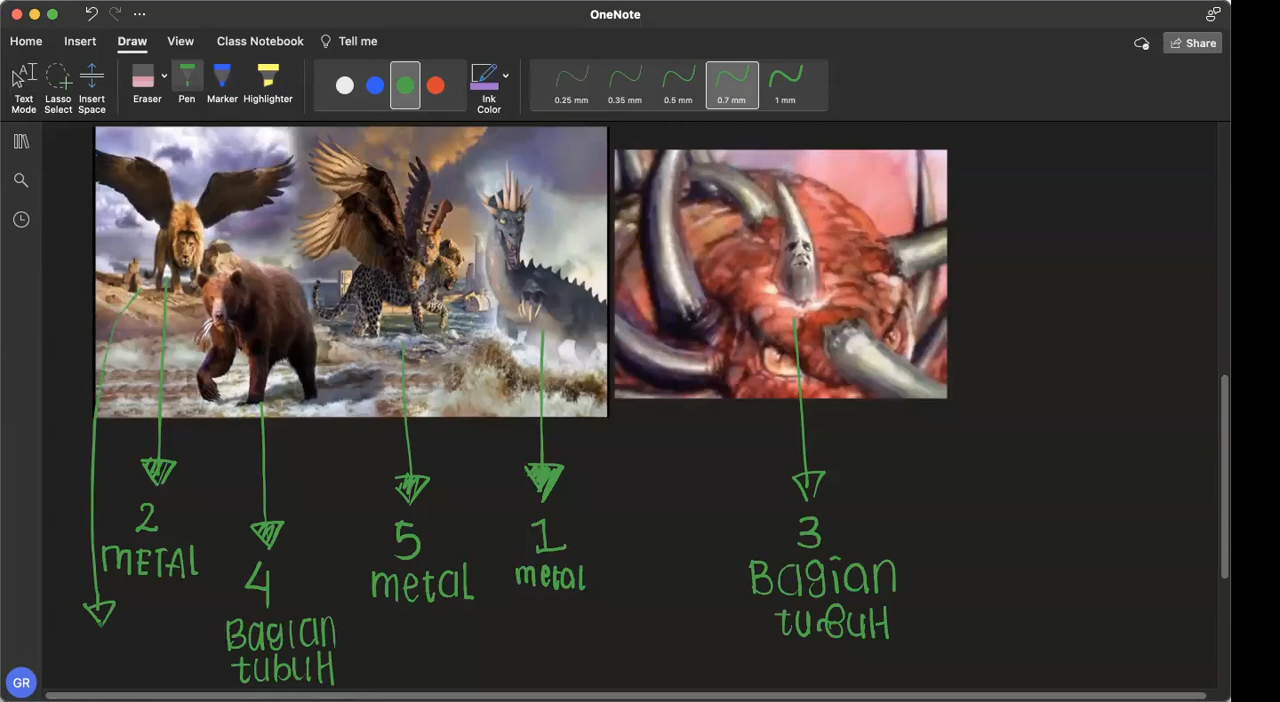 OneNote
Home Insert Draw View Class Notebook Tell me
Share
Text Mode
Lasso Select
Insert Space
Eraser
Pen
Marker
Highlighter
Ink Color
0.25 mm
0.35 mm
0.5 mm
0.7 mm
1 mm
2
METAL
4
Bagian
tubuH
5
metal
1
metal
3
Bagian
tubuH
GR